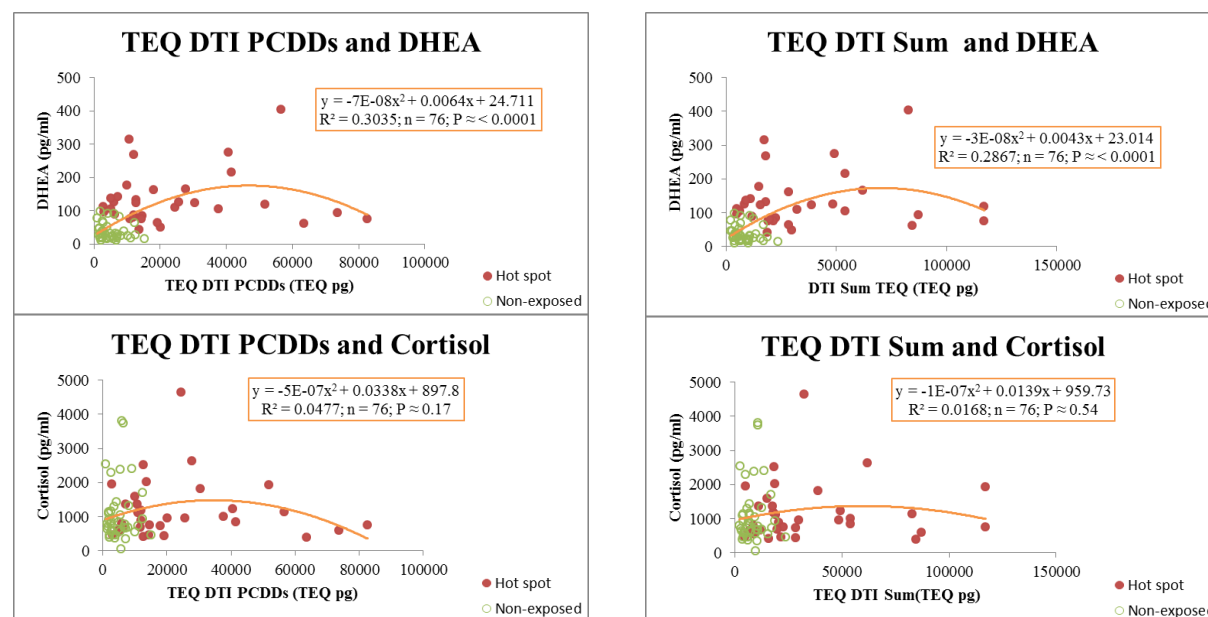 TEQ DTI PCDDs and DHEA
y = -7E-08x² + 0.0064x + 24.711
R² = 0.3035; n = 76; P ≈ < 0.0001
500
400
300
200
100
0
DHEA (pg/ml)
0 20000 40000 60000 80000 100000
TEQ DTI PCDDs (TEQ pg)
Hot spot
Non-exposed
TEQ DTI Sum and DHEA
y = -3E-08x² + 0.0043x + 23.014
R² = 0.2867; n = 76; P ≈ < 0.0001
500
400
300
200
100
0
DHEA (pg/ml)
0 50000 100000 150000
DTI Sum TEQ (TEQ pg)
Hot spot
Non-exposed
TEQ DTI PCDDs and Cortisol
y = -5E-07x² + 0.0338x + 897.8
R² = 0.0477; n = 76; P ≈ 0.17
5000
4000
3000
2000
1000
0
Cortisol (pg/ml)
0 20000 40000 60000 80000 100000
TEQ DTI PCDDs (TEQ pg)
Hot spot
Non-exposed
TEQ DTI Sum and Cortisol
y = -1E-07x² + 0.0139x + 959.73
R² = 0.0168; n = 76; P ≈ 0.54
5000
4000
3000
2000
1000
0
Cortisol (pg/ml)
0 50000 100000 150000
TEQ DTI Sum(TEQ pg)
Hot spot
Non-exposed